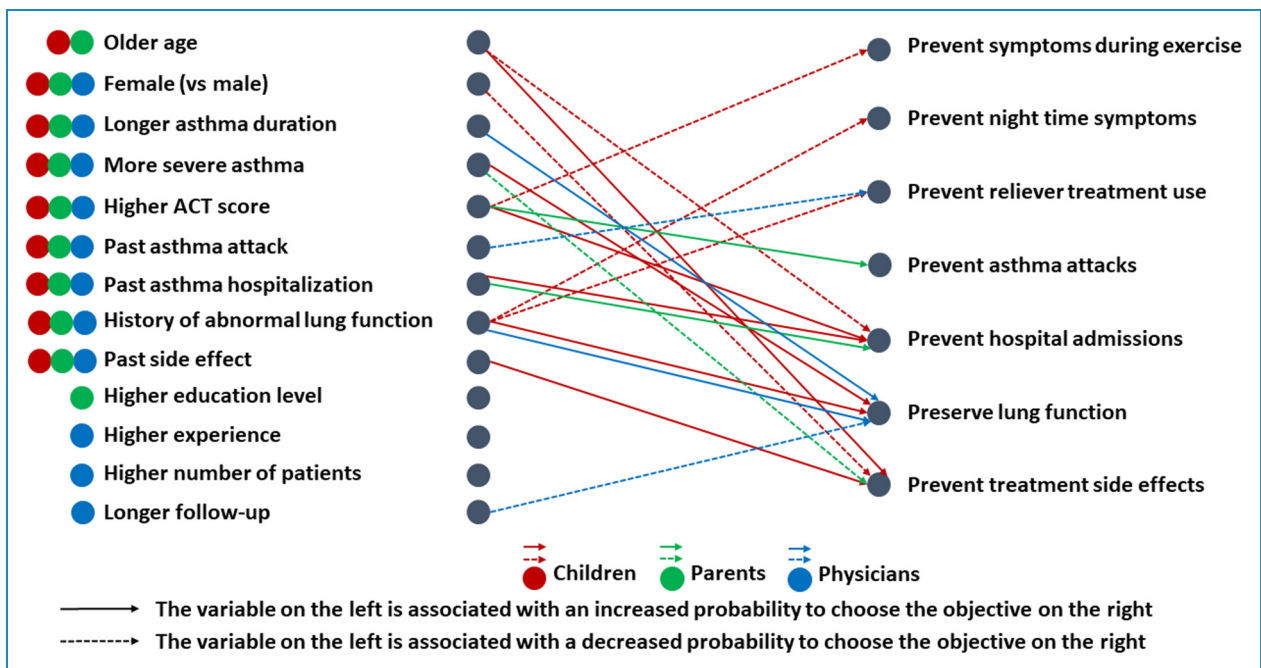 Older age
Female (vs male)
Longer asthma duration
More severe asthma
Higher ACT score
Past asthma attack
Past asthma hospitalization
History of abnormal lung function
Past side effect
Higher education level
Higher experience
Higher number of patients
Longer follow-up
Prevent symptoms during exercise
Prevent night time symptoms
Prevent reliever treatment use
Prevent asthma attacks
Prevent hospital admissions
Preserve lung function
Prevent treatment side effects
Children Parents Physicians
The variable on the left is associated with an increased probability to choose the objective on the right
The variable on the left is associated with a decreased probability to choose the objective on the right